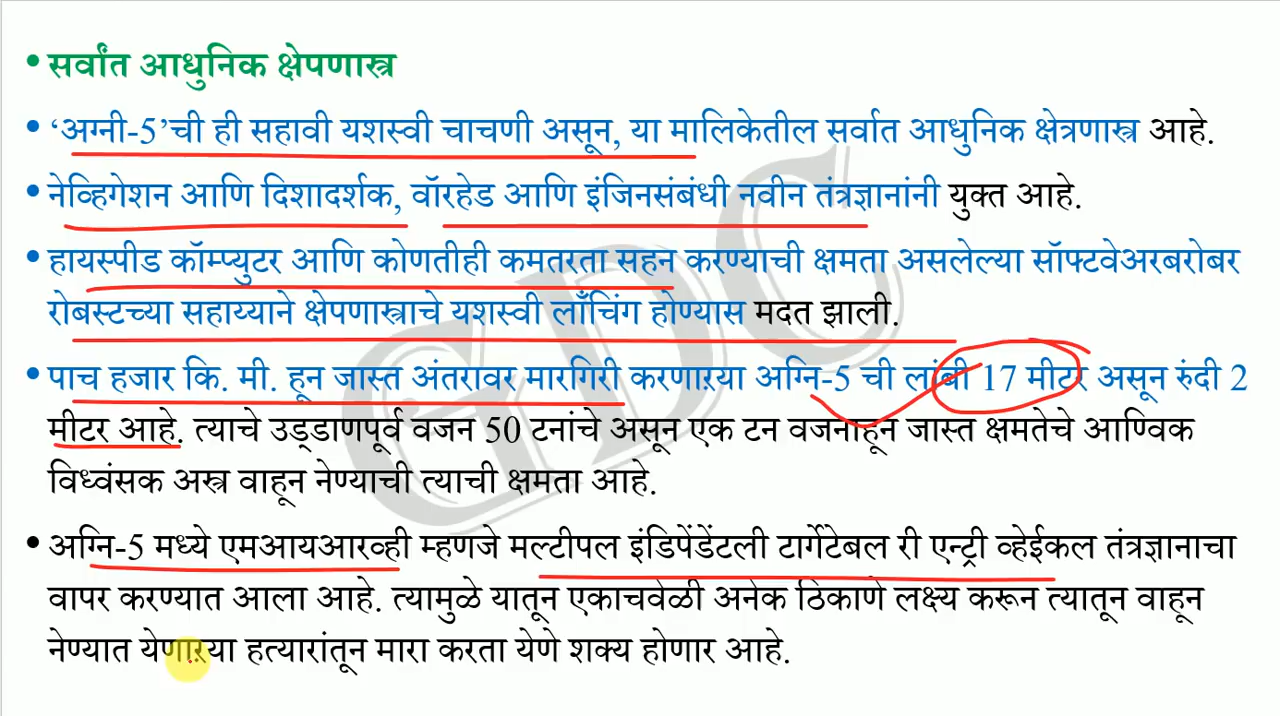 • सर्वांत आधुनिक क्षेपणास्त्र
• ‘अग्नी-5’ची ही सहावी यशस्वी चाचणी असून, या मालिकेतील सर्वात आधुनिक क्षेत्रणास्त्र आहे.
• नेव्हिगेशन आणि दिशादर्शक, वॉरहेड आणि इंजिनसंबंधी नवीन तंत्रज्ञानांनी युक्त आहे.
• हायस्पीड कॉम्प्युटर आणि कोणतीही कमतरता सहन करण्याची क्षमता असलेल्या सॉफ्टवेअरबरोबर
रोबस्टच्या सहाय्याने क्षेपणास्त्राचे यशस्वी लाँचिंग होण्यास मदत झाली.
• पाच हजार कि. मी. हून जास्त अंतरावर मारगिरी करणाऱ्या अग्नि-5 ची लांबी 17 मीटर असून रुंदी 2
मीटर आहे. त्याचे उड्डाणपूर्व वजन 50 टनांचे असून एक टन वजनाहून जास्त क्षमतेचे आण्विक
विध्वंसक अस्त्र वाहून नेण्याची त्याची क्षमता आहे.
• अग्नि-5 मध्ये एमआयआरव्ही म्हणजे मल्टीपल इंडिपेंडेंटली टार्गेटेबल री एन्ट्री व्हेईकल तंत्रज्ञानाचा
वापर करण्यात आला आहे. त्यामुळे यातून एकाचवेळी अनेक ठिकाणे लक्ष्य करून त्यातून वाहून
नेण्यात येणाऱ्या हत्यारांतून मारा करता येणे शक्य होणार आहे.
GDC